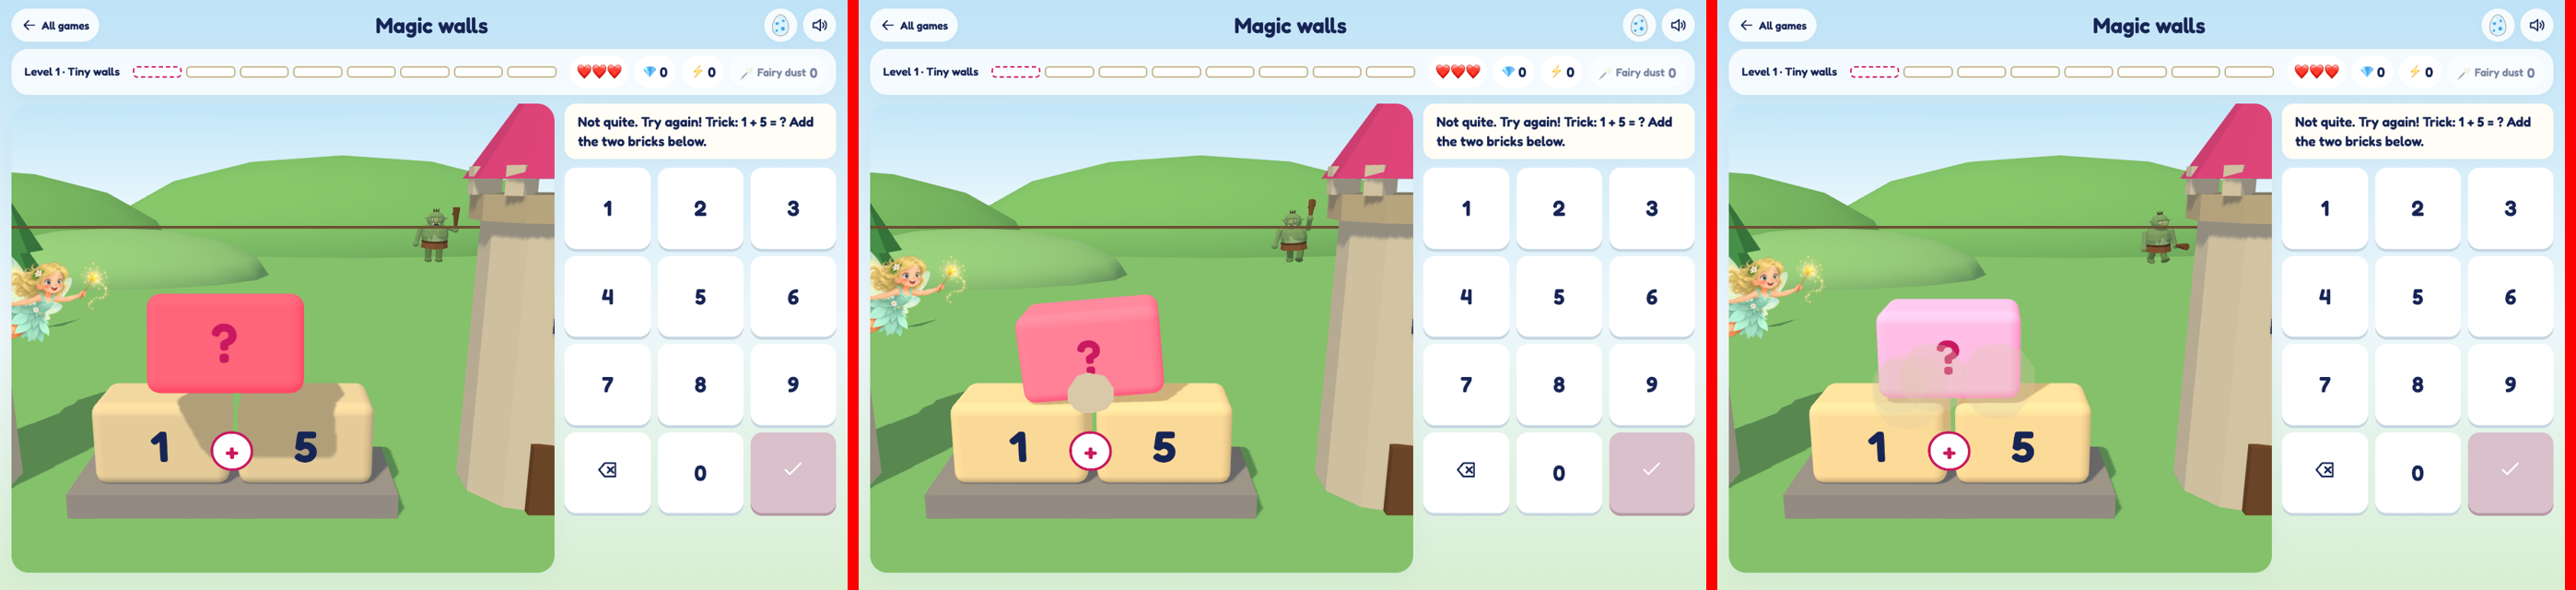 All games
Magic walls
Level 1 · Tiny walls
0
0
Fairy dust 0
Not quite. Try again! Trick: 1 + 5 = ? Add
the two bricks below.
?
1 + 5
1 2 3
4 5 6
7 8 9
0
All games
Magic walls
Level 1 · Tiny walls
0
0
Fairy dust 0
Not quite. Try again! Trick: 1 + 5 = ? Add
the two bricks below.
?
1 + 5
1 2 3
4 5 6
7 8 9
0
All games
Magic walls
Level 1 · Tiny walls
0
0
Fairy dust 0
Not quite. Try again! Trick: 1 + 5 = ? Add
the two bricks below.
?
1 + 5
1 2 3
4 5 6
7 8 9
0